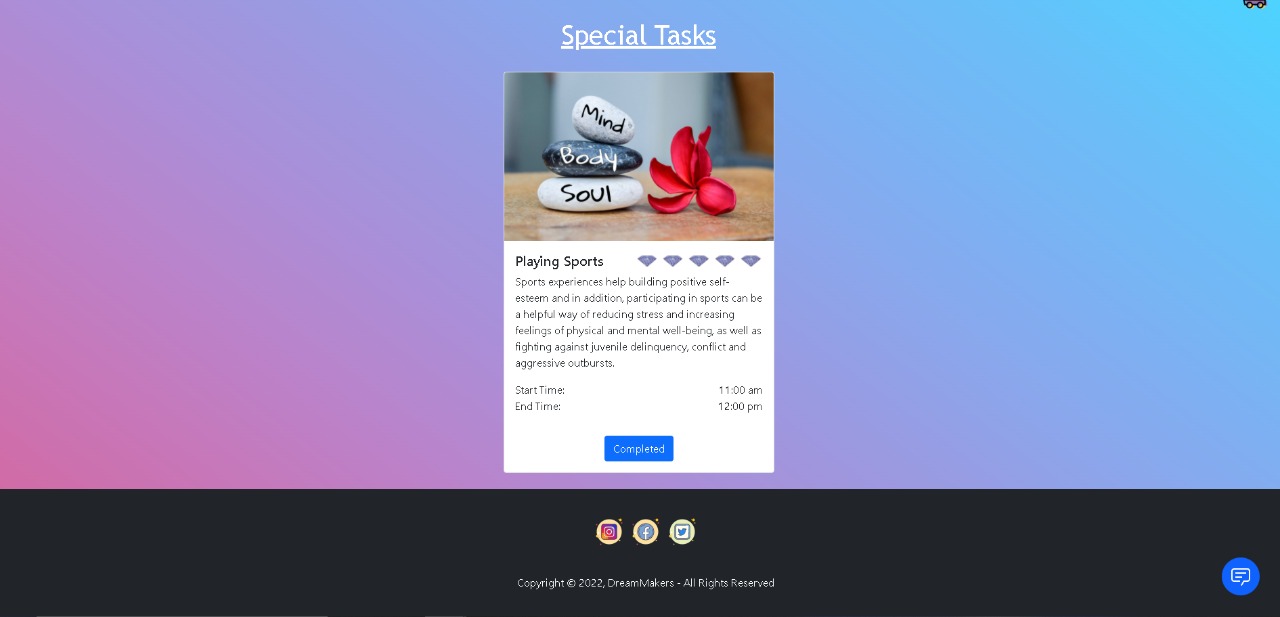 Special Tasks
Mind
Body
Soul
Playing Sports
Sports experiences help building positive self-
esteem and in addition, participating in sports can be
a helpful way of reducing stress and increasing
feelings of physical and mental well-being, as well as
fighting against juvenile delinquency, conflict and
aggressive outbursts.
Start Time: 11:00 am
End Time: 12:00 pm
Completed
Copyright © 2022, DreamMakers - All Rights Reserved